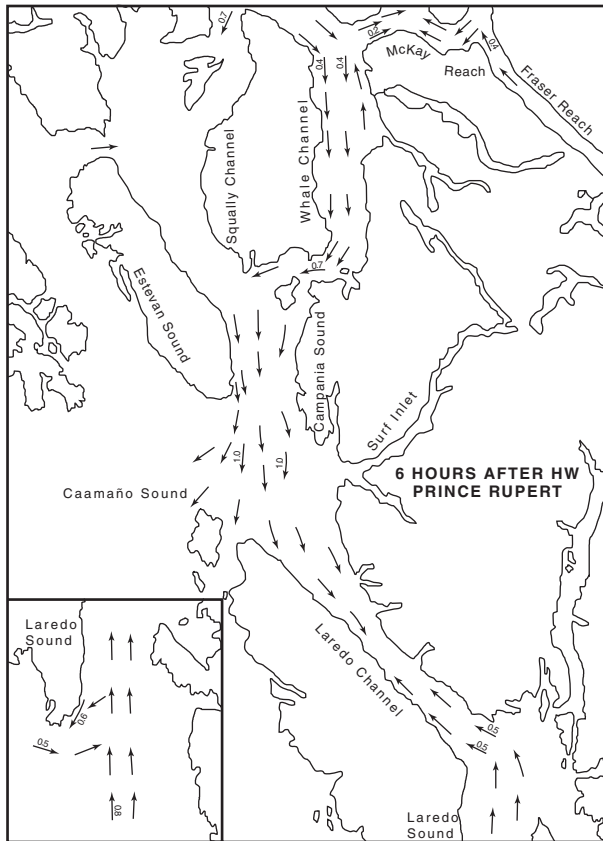 0.7
0.2
McKay
Reach
0.4
Fraser Reach
0.4
0.4
Squally Channel
Whale Channel
0.7
Estevan Sound
Campania Sound
Surf Inlet
1.0
1.0
6 HOURS AFTER HW
PRINCE RUPERT
Caamaño Sound
Laredo
Sound
Laredo Channel
0.6
0.5
0.5
0.5
0.8
Laredo
Sound